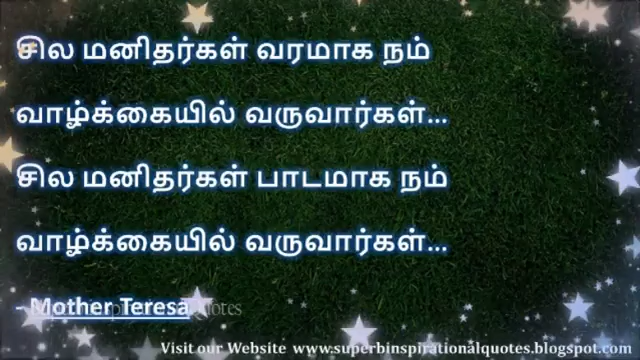 சில மனிதர்கள் வரமாக நம்
வாழ்க்கையில் வருவார்கள்...
சில மனிதர்கள் பாடமாக நம்
வாழ்க்கையில் வருவார்கள்...
- Mother Teresa
Visit our Website www.superbinspirationalquotes.blogspot.com